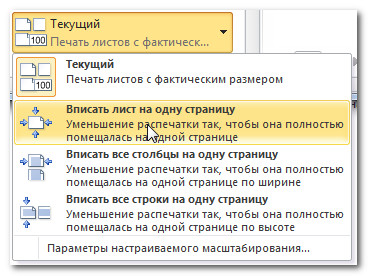 Текущий
100
Печать листов с фактическ...
Текущий
100
Печать листов с фактическим размером
Вписать лист на одну страницу
Уменьшение распечатки так, чтобы она полностью
помещалась на одной странице
Вписать все столбцы на одну страницу
Уменьшение распечатки так, чтобы она полностью
помещалась на одной странице по ширине
Вписать все строки на одну страницу
Уменьшение распечатки так, чтобы она полностью
помещалась на одной странице по высоте
Параметры настраиваемого масштабирования...